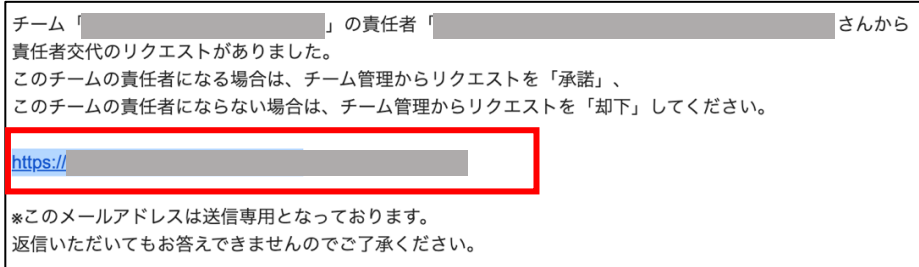 チーム「 」の責任者「 さんから
責任者交代のリクエストがありました。
このチームの責任者になる場合は、チーム管理からリクエストを「承諾」、
このチームの責任者にならない場合は、チーム管理からリクエストを「却下」してください。
https://
※このメールアドレスは送信専用となっております。
返信いただいてもお答えできませんのでご了承ください。